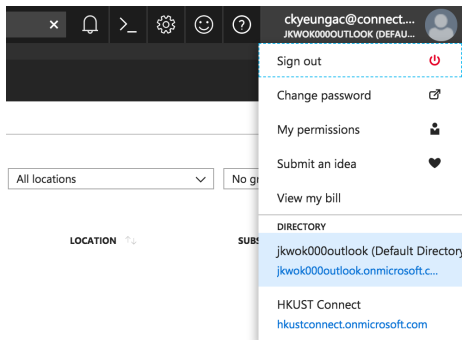 ckyeungac@connect....
JKWOK000OUTLOOK (DEFAU...
Sign out
Change password
My permissions
Submit an idea
View my bill
All locations
No gr
LOCATION
SUBS
DIRECTORY
jkwok000outlook (Default Directory
jkwok000outlook.onmicrosoft.c...
HKUST Connect
hkustconnect.onmicrosoft.com